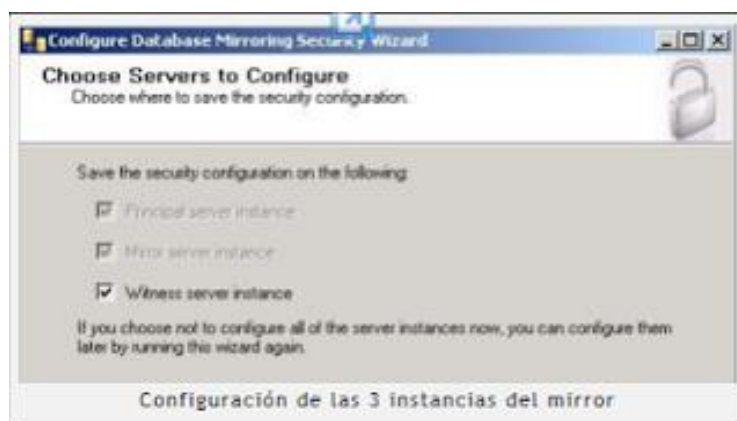 Configure Database Mirroring Security Wizard
Choose Servers to Configure
Choose where to save the security configuration.
Save the security configuration on the following:
Principal server instance
Mirror server instance
Witness server instance
If you choose not to configure all of the server instances now, you can configure them
later by running this wizard again.
Configuración de las 3 instancias del mirror